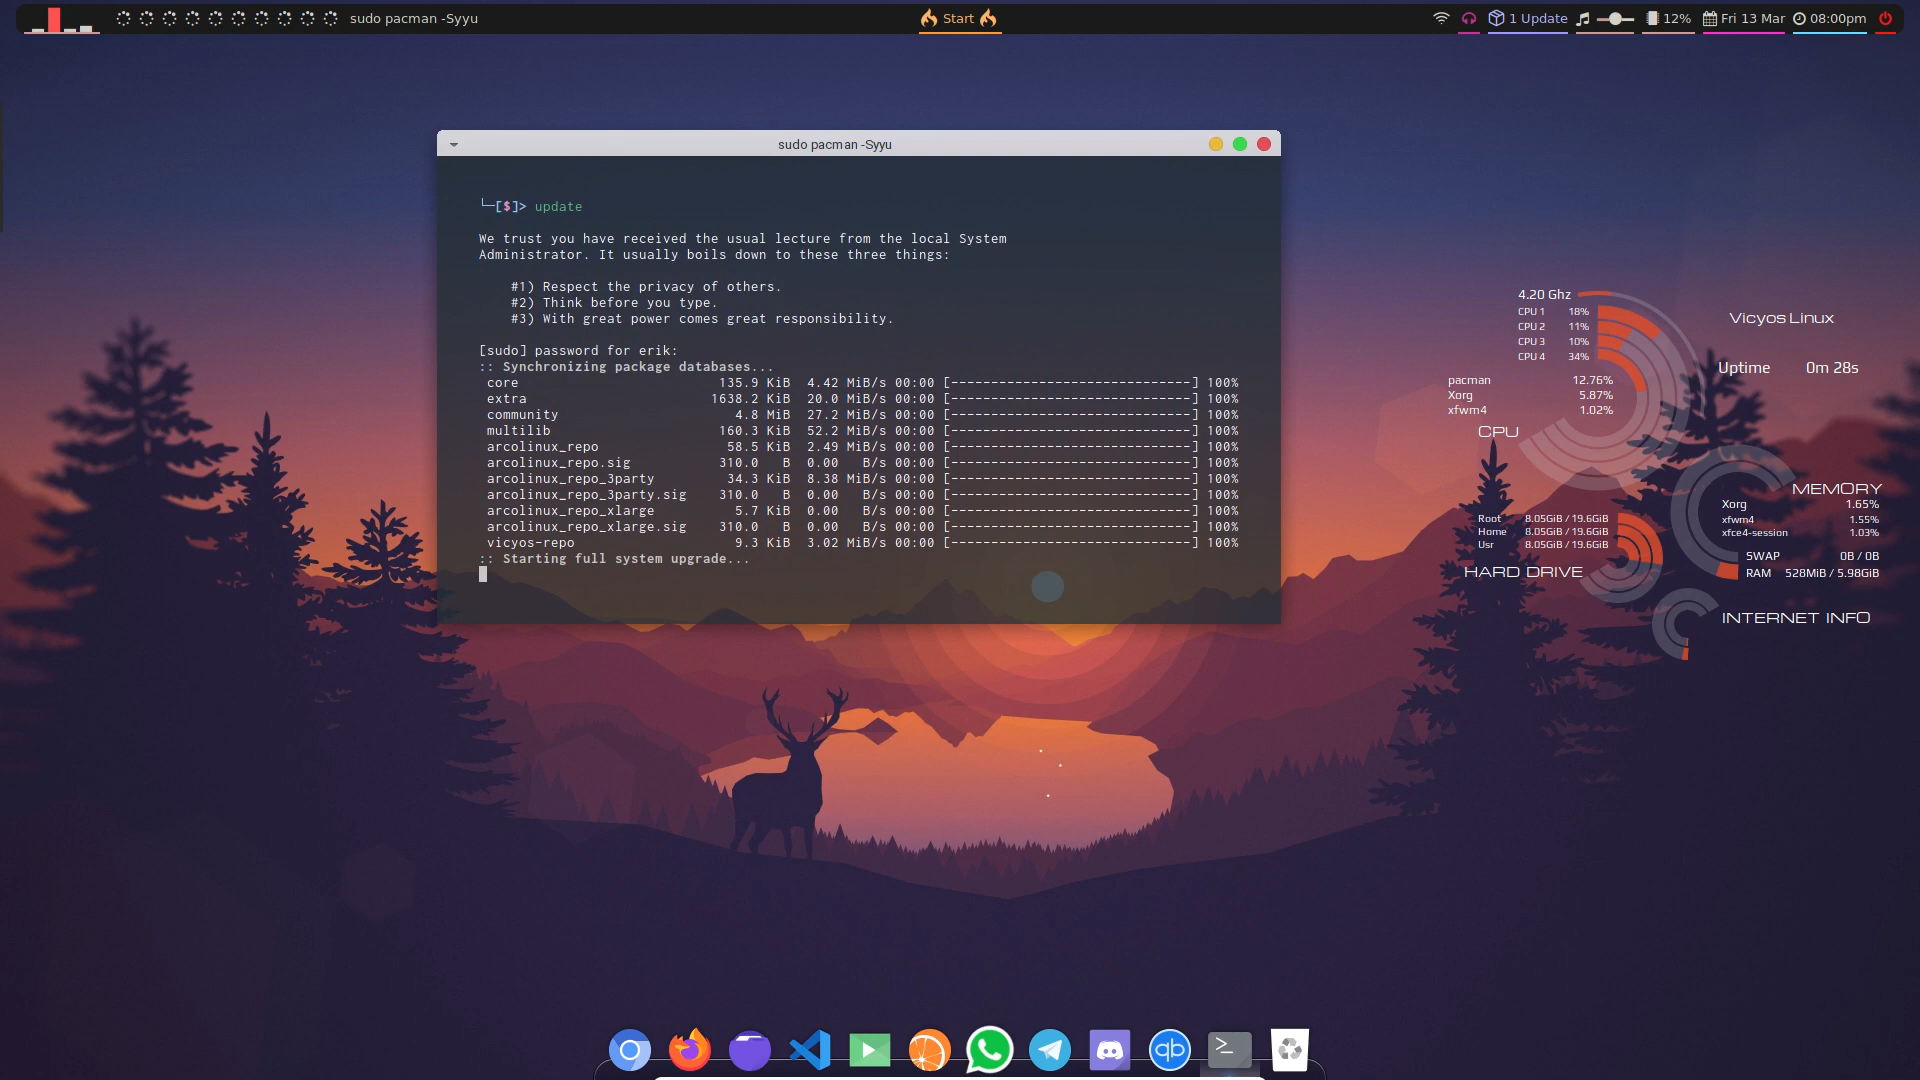 sudo pacman -Syyu
Start
1 Update
12%
Fri 13 Mar
08:00pm
sudo pacman -Syyu
└─[$]> update
We trust you have received the usual lecture from the local System
Administrator. It usually boils down to these three things:
#1) Respect the privacy of others.
#2) Think before you type.
#3) With great power comes great responsibility.
[sudo] password for erik:
:: Synchronizing package databases...
core 135.9 KiB 4.42 MiB/s 00:00 [------------------------------] 100%
extra 1638.2 KiB 20.0 MiB/s 00:00 [------------------------------] 100%
community 4.8 MiB 27.2 MiB/s 00:00 [------------------------------] 100%
multilib 160.3 KiB 52.2 MiB/s 00:00 [------------------------------] 100%
arcolinux_repo 58.5 KiB 2.49 MiB/s 00:00 [------------------------------] 100%
arcolinux_repo.sig 310.0 B 0.00 B/s 00:00 [------------------------------] 100%
arcolinux_repo_3party 34.3 KiB 8.38 MiB/s 00:00 [------------------------------] 100%
arcolinux_repo_3party.sig 310.0 B 0.00 B/s 00:00 [------------------------------] 100%
arcolinux_repo_xlarge 5.7 KiB 0.00 B/s 00:00 [------------------------------] 100%
arcolinux_repo_xlarge.sig 310.0 B 0.00 B/s 00:00 [------------------------------] 100%
vicyos-repo 9.3 KiB 3.02 MiB/s 00:00 [------------------------------] 100%
:: Starting full system upgrade...
4.20 Ghz
CPU 1 18%
CPU 2 11%
CPU 3 10%
CPU 4 34%
pacman 12.76%
Xorg 5.87%
xfwm4 1.02%
CPU
Vicyos Linux
Uptime 0m 28s
MEMORY
Xorg 1.65%
xfwm4 1.55%
xfce4-session 1.03%
SWAP 0B / 0B
RAM 528MiB / 5.98GiB
Root 8.05GiB / 19.6GiB
Home 8.05GiB / 19.6GiB
Usr 8.05GiB / 19.6GiB
HARD DRIVE
INTERNET INFO
qb